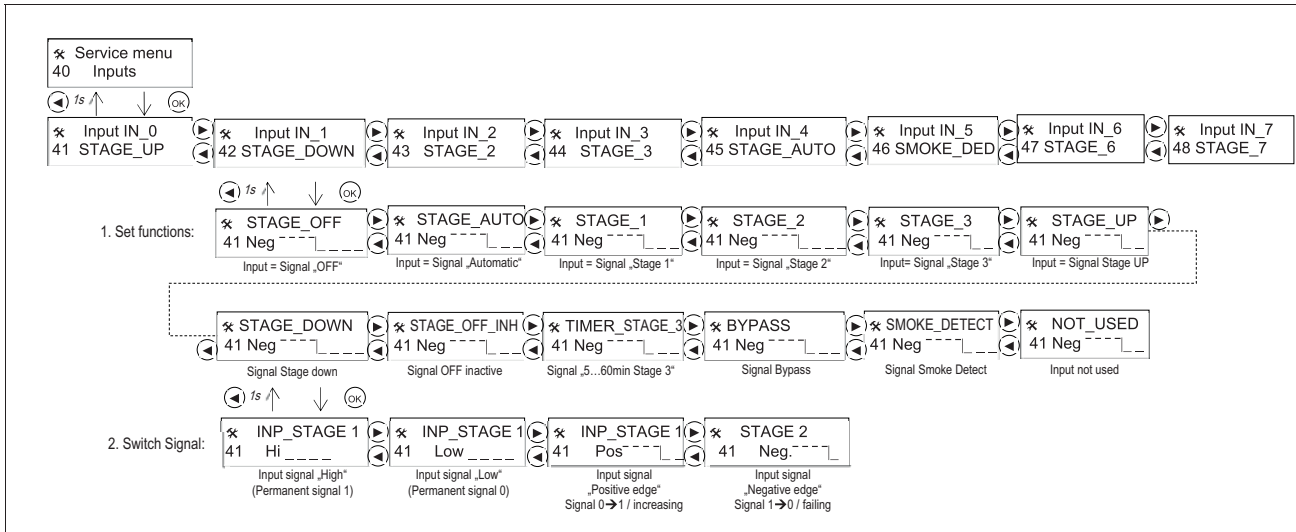 Service menu
40 Inputs
1s OK
Input IN_0
41 STAGE_UP
Input IN_1
42 STAGE_DOWN
Input IN_2
43 STAGE_2
Input IN_3
44 STAGE_3
Input IN_4
45 STAGE_AUTO
Input IN_5
46 SMOKE_DED
Input IN_6
47 STAGE_6
Input IN_7
48 STAGE_7
1s OK
1. Set functions:
STAGE_OFF
41 Neg
Input = Signal „OFF“
STAGE_AUTO
41 Neg
Input = Signal „Automatic“
STAGE_1
41 Neg
Input = Signal „Stage 1“
STAGE_2
41 Neg
Input = Signal „Stage 2“
STAGE_3
41 Neg
Input= Signal „Stage 3“
STAGE_UP
41 Neg
Input = Signal Stage UP
STAGE_DOWN
41 Neg
Signal Stage down
STAGE_OFF_INH
41 Neg
Signal OFF inactive
TIMER_STAGE_3
41 Neg
Signal „5...60min Stage 3“
BYPASS
41 Neg
Signal Bypass
SMOKE_DETECT
41 Neg
Signal Smoke Detect
NOT_USED
41 Neg
Input not used
1s OK
2. Switch Signal:
INP_STAGE 1
41 Hi
Input signal „High“
(Permanent signal 1)
INP_STAGE 1
41 Low
Input signal „Low“
(Permanent signal 0)
INP_STAGE 1
41 Pos
Input signal
„Positive edge“
Signal 0➔1 / increasing
STAGE 2
41 Neg.
Input signal
„Negative edge“
Signal 1➔0 / failing